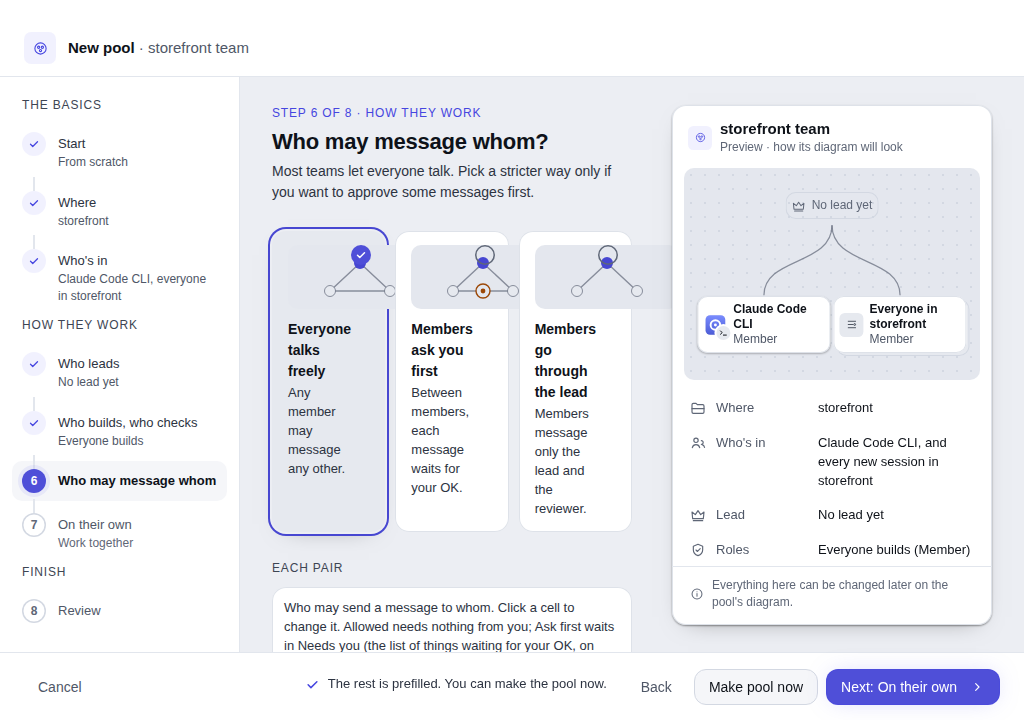 New pool · storefront team
THE BASICS
Start
From scratch
Where
storefront
Who's in
Claude Code CLI, everyone
in storefront
HOW THEY WORK
Who leads
No lead yet
Who builds, who checks
Everyone builds
6
Who may message whom
7
On their own
Work together
FINISH
8
Review
STEP 6 OF 8 · HOW THEY WORK
Who may message whom?
Most teams let everyone talk. Pick a stricter way only if
you want to approve some messages first.
Everyone
talks
freely
Any
member
may
message
any other.
Members
ask you
first
Between
members,
each
message
waits for
your OK.
Members
go
through
the lead
Members
message
only the
lead and
the
reviewer.
EACH PAIR
Who may send a message to whom. Click a cell to
change it. Allowed needs nothing from you; Ask first waits
in Needs you (the list of things waiting for your OK, on
storefront team
Preview · how its diagram will look
No lead yet
Claude Code
CLI
Member
Everyone in
storefront
Member
Where
storefront
Who's in
Claude Code CLI, and
every new session in
storefront
Lead
No lead yet
Roles
Everyone builds (Member)
Everything here can be changed later on the
pool's diagram.
Cancel
The rest is prefilled. You can make the pool now.
Back
Make pool now
Next: On their own